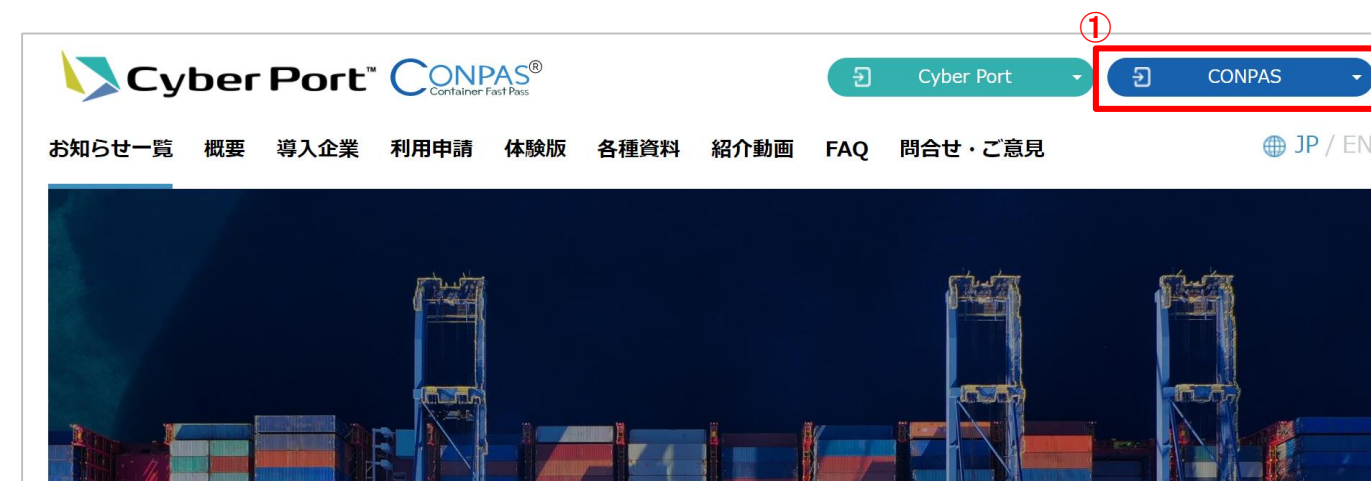 ①
Cyber Port™ CONPAS® Container Fast Pass
Cyber Port
CONPAS
お知らせ一覧 概要 導入企業 利用申請 体験版 各種資料 紹介動画 FAQ 問合せ・ご意見
JP / EN